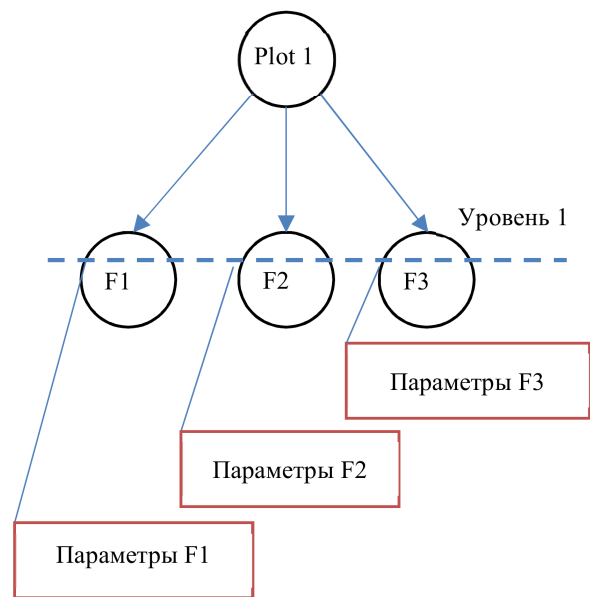 Plot 1
Уровень 1
F1
F2
F3
Параметры F3
Параметры F2
Параметры F1